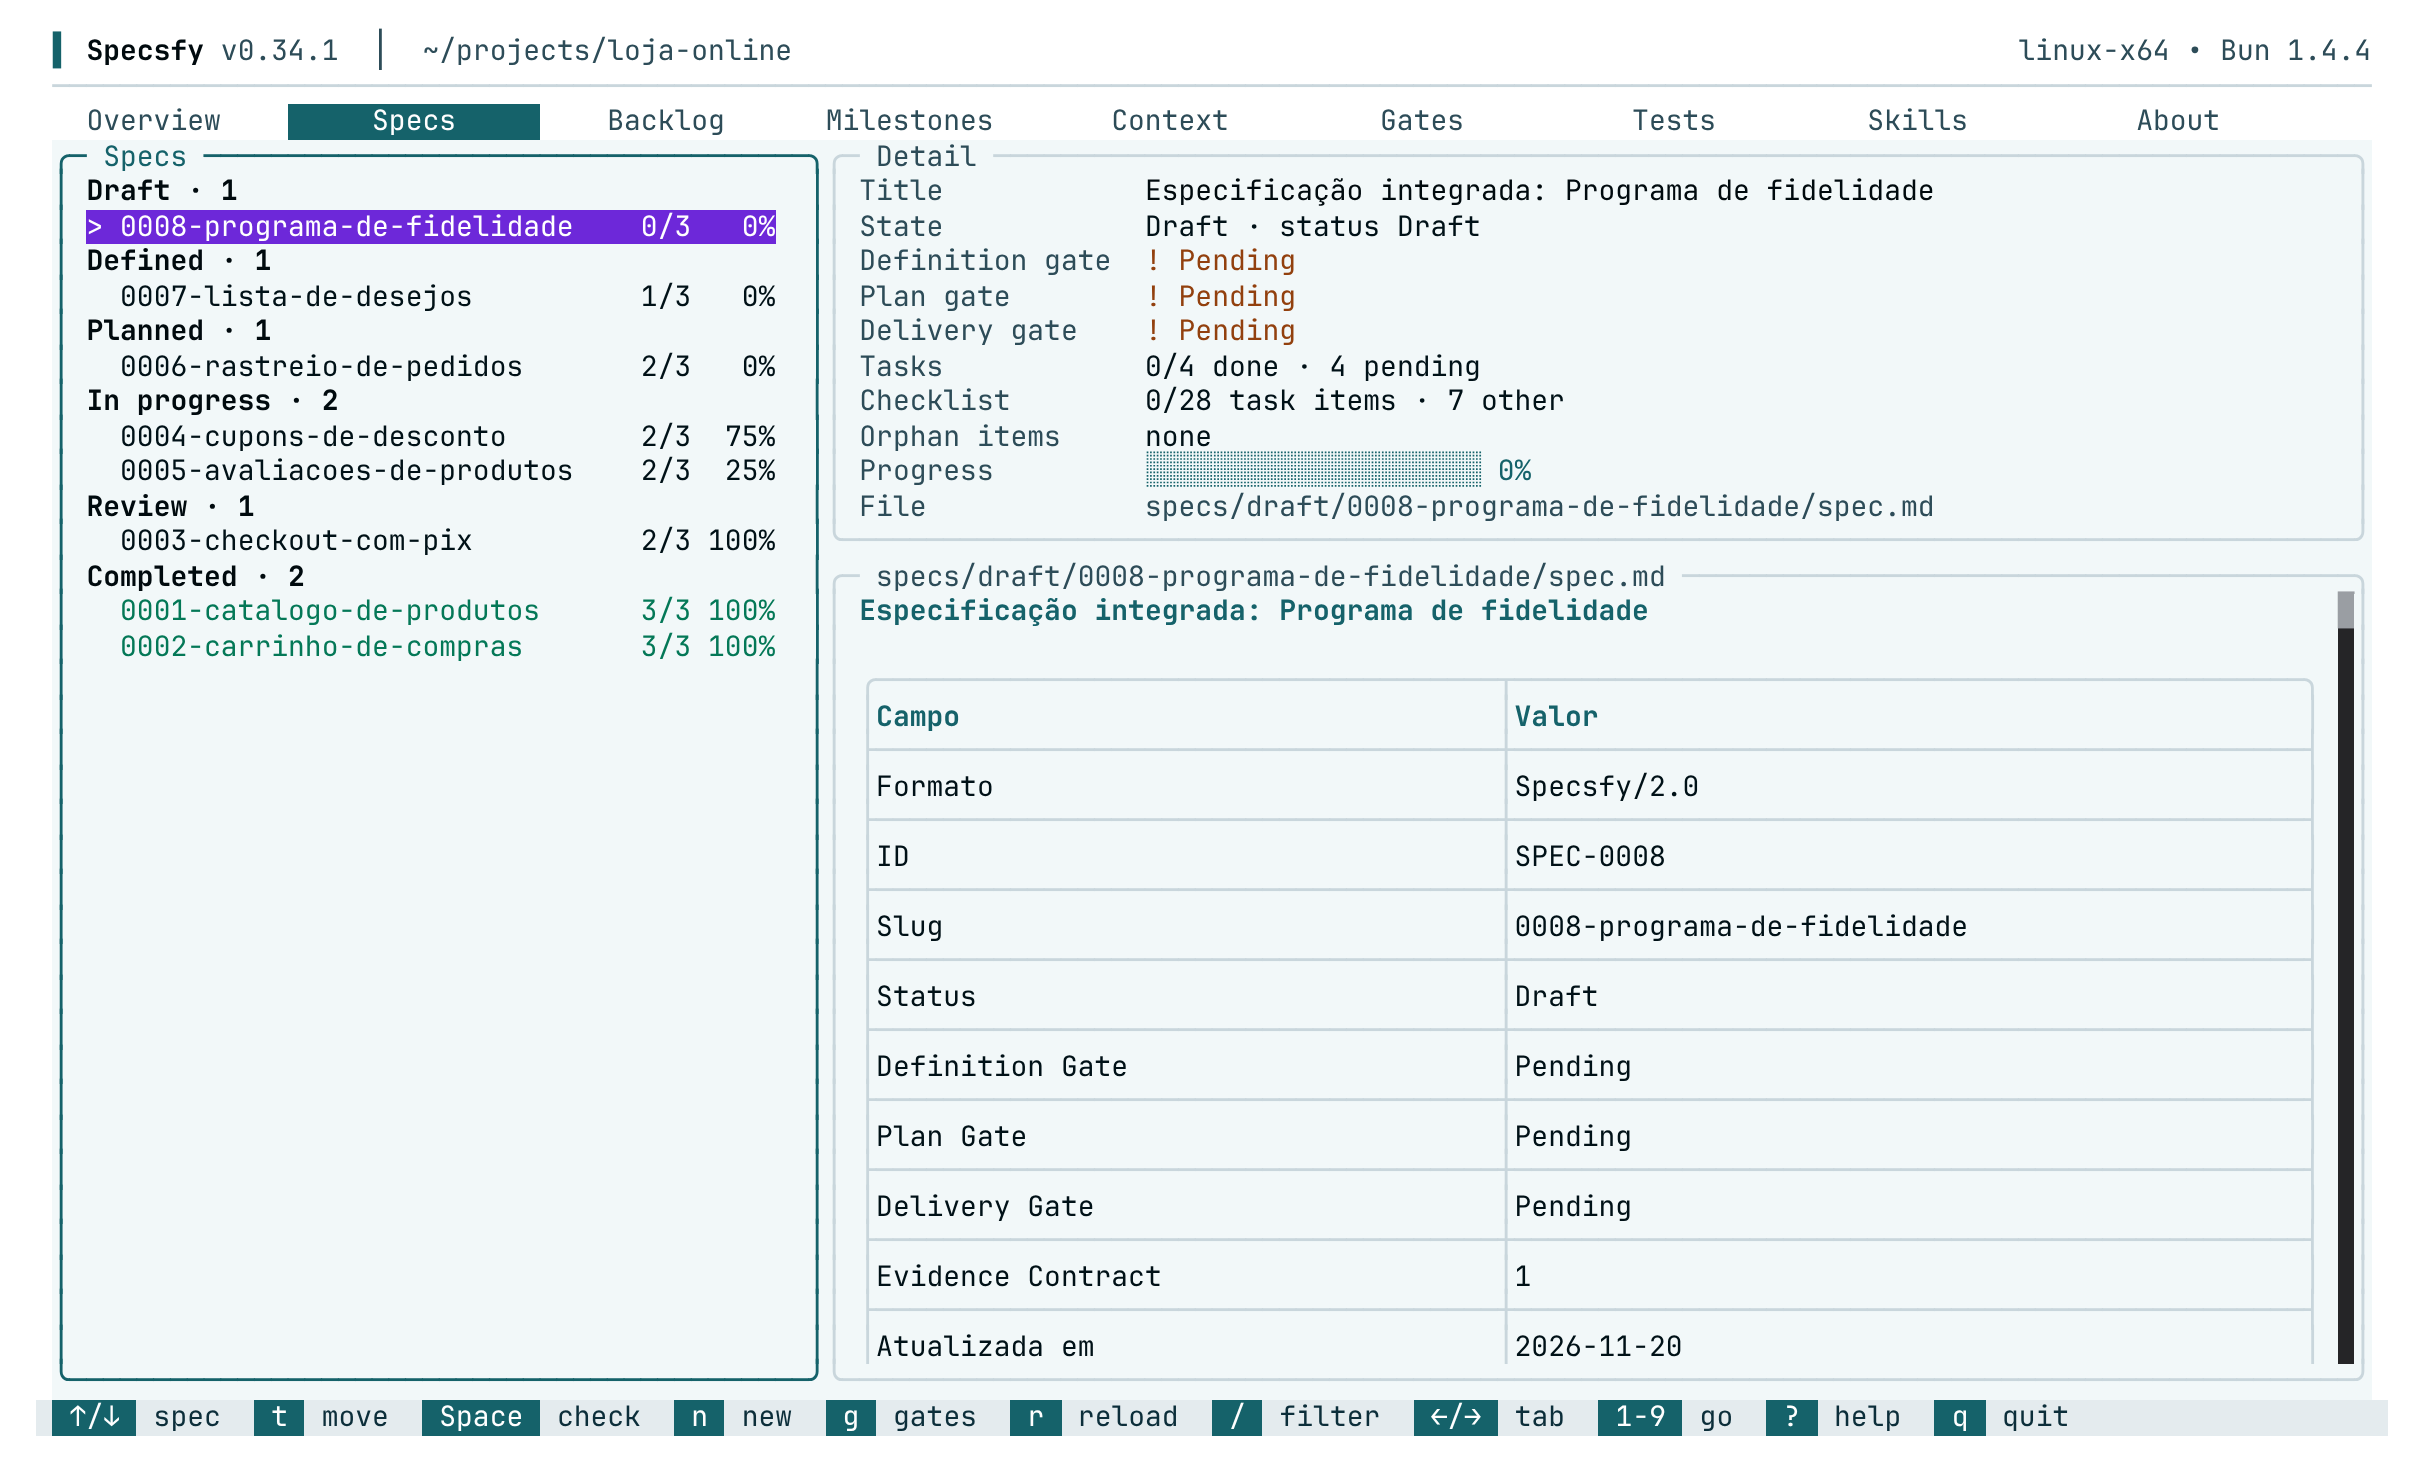 Specsfy v0.34.1 │ ~/projects/loja-online linux-x64 • Bun 1.4.4
Overview Specs Backlog Milestones Context Gates Tests Skills About
Specs
Draft · 1
> 0008-programa-de-fidelidade 0/3 0%
Defined · 1
0007-lista-de-desejos 1/3 0%
Planned · 1
0006-rastreio-de-pedidos 2/3 0%
In progress · 2
0004-cupons-de-desconto 2/3 75%
0005-avaliacoes-de-produtos 2/3 25%
Review · 1
0003-checkout-com-pix 2/3 100%
Completed · 2
0001-catalogo-de-produtos 3/3 100%
0002-carrinho-de-compras 3/3 100%
Detail
Title Especificação integrada: Programa de fidelidade
State Draft · status Draft
Definition gate ! Pending
Plan gate ! Pending
Delivery gate ! Pending
Tasks 0/4 done · 4 pending
Checklist 0/28 task items · 7 other
Orphan items none
Progress 0%
File specs/draft/0008-programa-de-fidelidade/spec.md
specs/draft/0008-programa-de-fidelidade/spec.md
Especificação integrada: Programa de fidelidade
Campo Valor
Formato Specsfy/2.0
ID SPEC-0008
Slug 0008-programa-de-fidelidade
Status Draft
Definition Gate Pending
Plan Gate Pending
Delivery Gate Pending
Evidence Contract 1
Atualizada em 2026-11-20
↑/↓ spec t move Space check n new g gates r reload / filter ←/→ tab 1-9 go ? help q quit